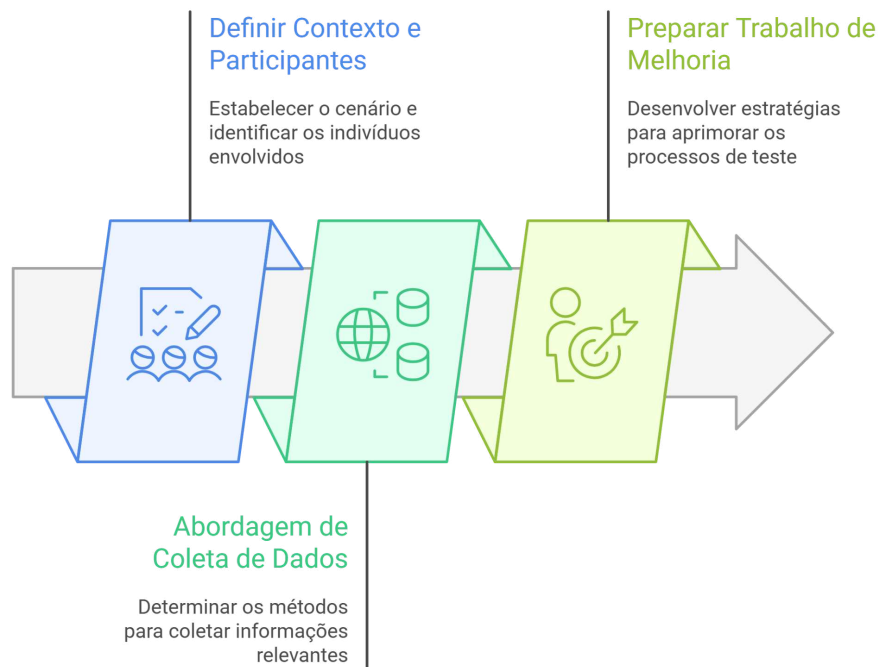 Definir Contexto e
Participantes
Estabelecer o cenário e
identificar os indivíduos
envolvidos
Preparar Trabalho de
Melhoria
Desenvolver estratégias
para aprimorar os
processos de teste
Abordagem de
Coleta de Dados
Determinar os métodos
para coletar informações
relevantes